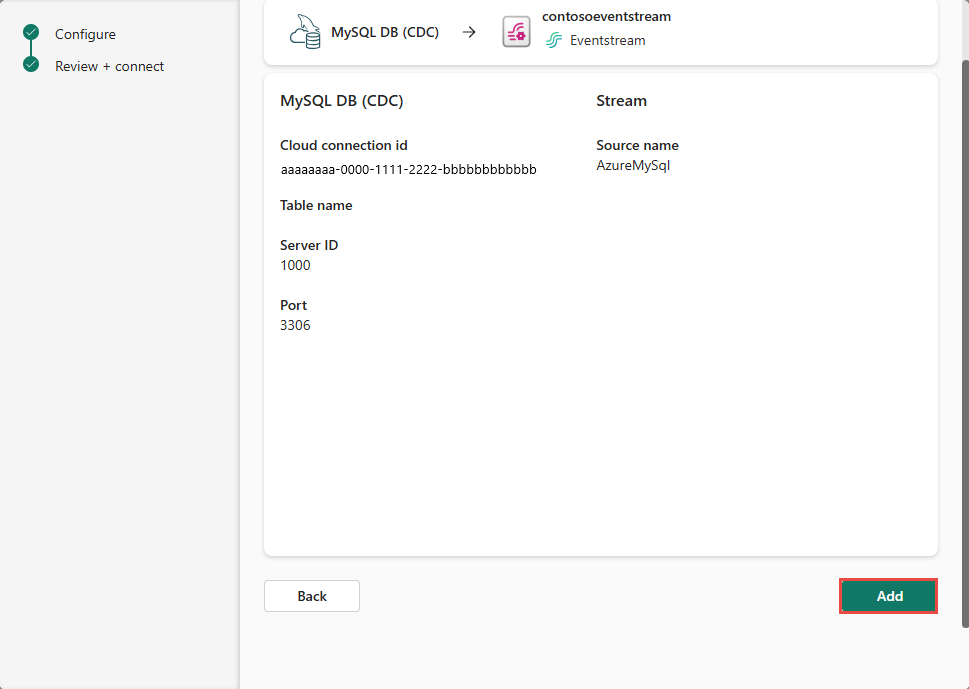 Configure
Review + connect
MySQL DB (CDC)
contosoeventstream
Eventstream
MySQL DB (CDC)
Cloud connection id
aaaaaaaa-0000-1111-2222-bbbbbbbbbbbb
Table name
Server ID
1000
Port
3306
Stream
Source name
AzureMySql
Back
Add